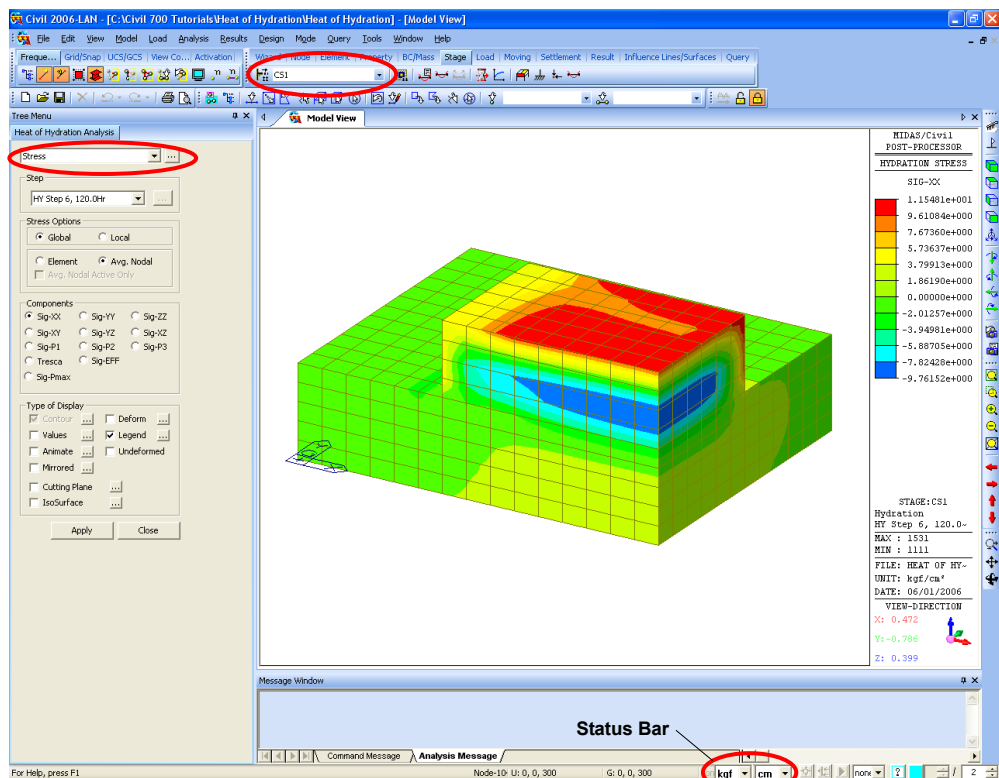 Civil 2006-LAN - [C:\Civil 700 Tutorials\Heat of Hydration\Heat of Hydration] - [Model View]
File Edit View Model Load Analysis Results Design Mode Query Tools Window Help
Freque... Grid/Snap UCS/GCS View Co... Activation
Wizard Node Element Property BC/Mass Stage Load Moving Settlement Result Influence Lines/Surfaces Query
CS1
Tree Menu
Model View
Heat of Hydration Analysis
Stress
Step
HY Step 6, 120.0Hr
Stress Options
Global Local
Element Avg. Nodal
Avg. Nodal Active Only
Components
Sig-XX Sig-YY Sig-ZZ
Sig-XY Sig-YZ Sig-XZ
Sig-P1 Sig-P2 Sig-P3
Tresca Sig-EFF
Sig-Pmax
Type of Display
Contour ... Deform ...
Values ... Legend ...
Animate ... Undeformed
Mirrored ...
Cutting Plane ...
IsoSurface ...
Apply Close
MIDAS/Civil
POST-PROCESSOR
HYDRATION STRESS
SIG-XX
1.15481e+001
9.61084e+000
7.67360e+000
5.73637e+000
3.79913e+000
1.86190e+000
0.00000e+000
-2.01257e+000
-3.94981e+000
-5.88705e+000
-7.82428e+000
-9.76152e+000
STAGE:CS1
Hydration
HY Step 6, 120.0~
MAX : 1531
MIN : 1111
FILE: HEAT OF HY~
UNIT: kgf/cm²
DATE: 06/01/2006
VIEW-DIRECTION
X: 0.472
Y:-0.786
Z: 0.399
Message Window
Status Bar
Command Message Analysis Message
For Help, press F1
Node-10 U: 0, 0, 300 G: 0, 0, 300 kgf cm non ? / 2